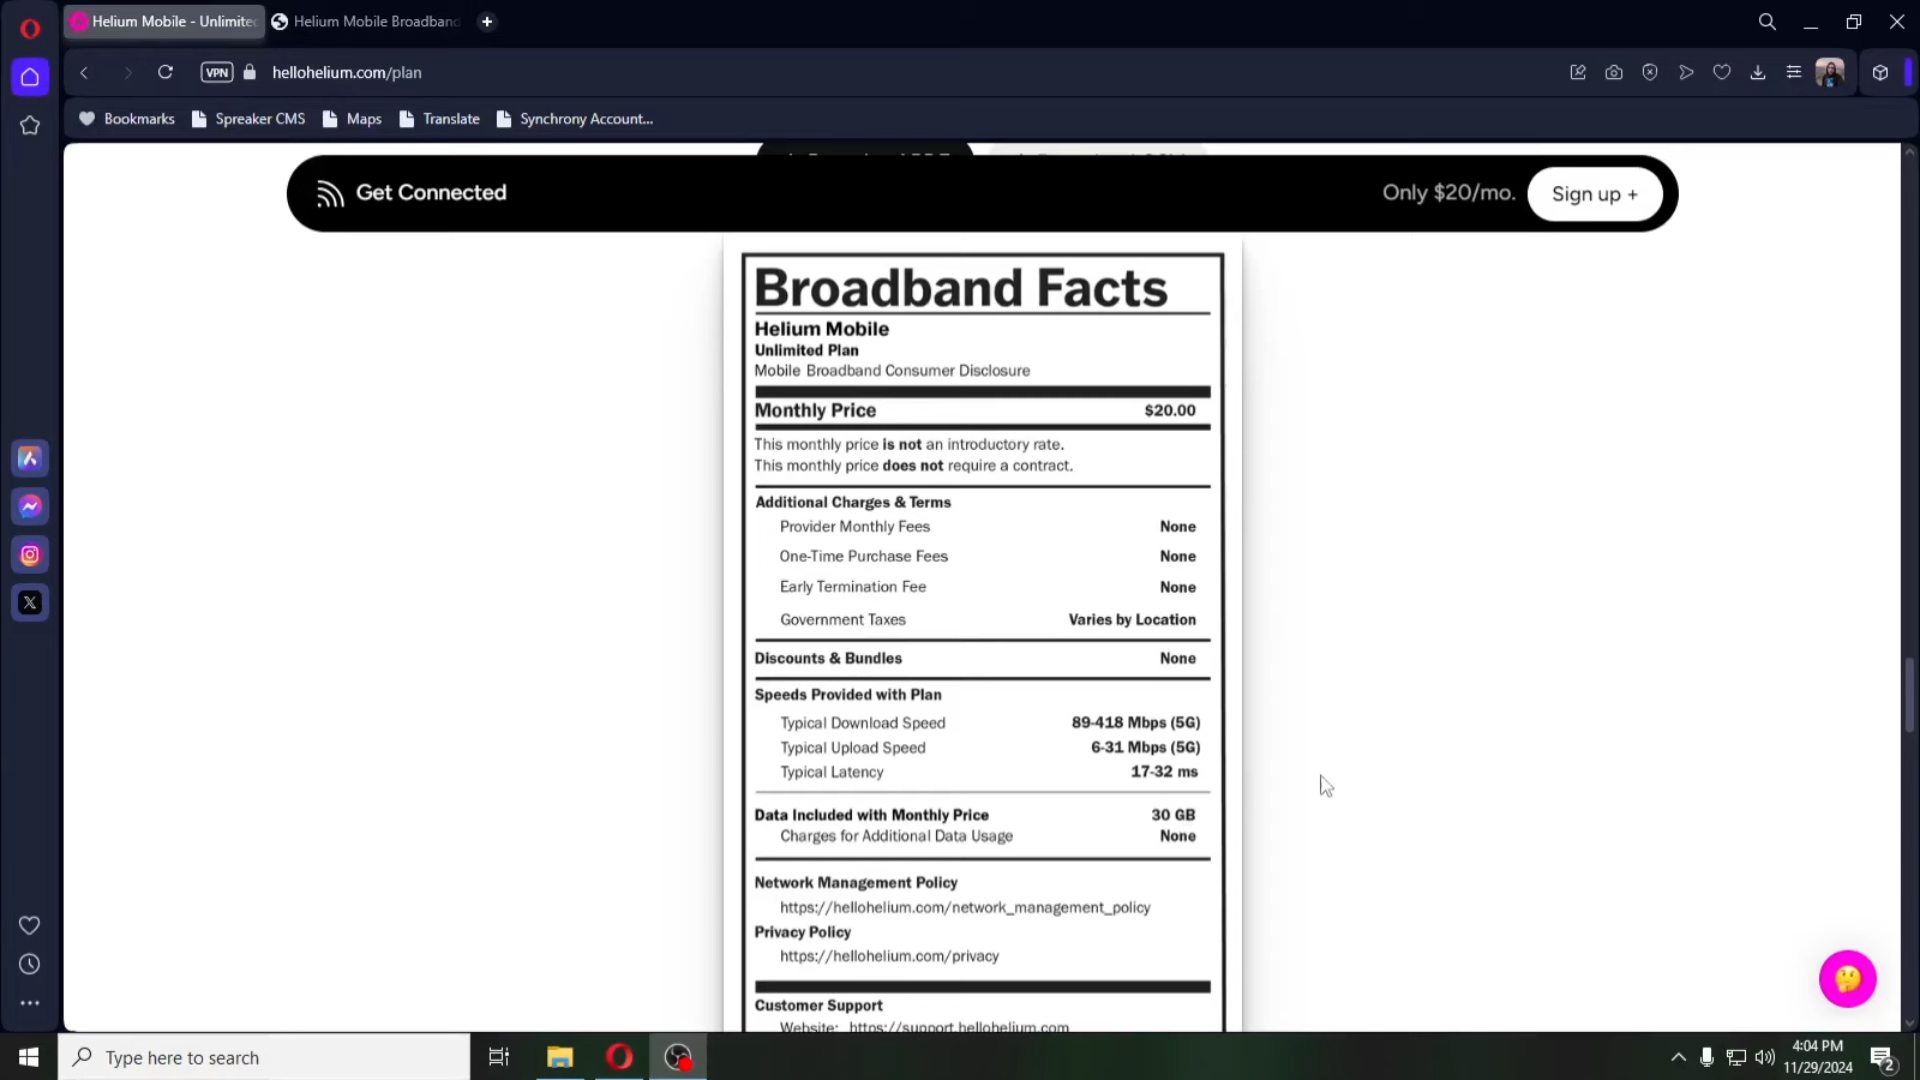 Helium Mobile - Unlimited
Helium Mobile Broadband
VPN
hellohelium.com/plan
Bookmarks
Spreaker CMS
Maps
Translate
Synchrony Account...
Get Connected
Only $20/mo.
Sign up +
Broadband Facts
Helium Mobile
Unlimited Plan
Mobile Broadband Consumer Disclosure
Monthly Price $20.00
This monthly price is not an introductory rate.
This monthly price does not require a contract.
Additional Charges & Terms
Provider Monthly Fees None
One-Time Purchase Fees None
Early Termination Fee None
Government Taxes Varies by Location
Discounts & Bundles None
Speeds Provided with Plan
Typical Download Speed 89-418 Mbps (5G)
Typical Upload Speed 6-31 Mbps (5G)
Typical Latency 17-32 ms
Data Included with Monthly Price 30 GB
Charges for Additional Data Usage None
Network Management Policy
https://hellohelium.com/network_management_policy
Privacy Policy
https://hellohelium.com/privacy
Customer Support
Website: https://support.hellohelium.com
Type here to search
4:04 PM
11/29/2024
2